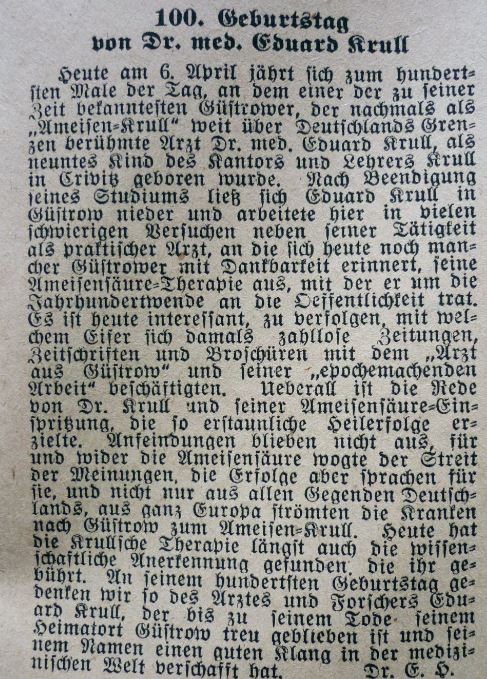 100. Geburtstag
von Dr. med. Eduard Krull
Heute am 6. April jährt sich zum hundert-
sten Male der Tag, an dem einer der zu seiner
Zeit bekanntesten Güstrower, der nachmals als
„Ameisen-Krull“ weit über Deutschlands Gren-
zen berühmte Arzt Dr. med. Eduard Krull, als
neuntes Kind des Kantors und Lehrers Krull
in Crivitz geboren wurde. Nach Beendigung
seines Studiums ließ sich Eduard Krull in
Güstrow nieder und arbeitete hier in vielen
schwierigen Versuchen neben seiner Tätigkeit
als praktischer Arzt, an die sich heute noch man-
cher Güstrower mit Dankbarkeit erinnert, seine
Ameisensäure-Therapie aus, mit der er um die
Jahrhundertwende an die Oeffentlichkeit trat.
Es ist heute interessant, zu verfolgen, mit wel-
chem Eifer sich damals zahllose Zeitungen,
Zeitschriften und Broschüren mit dem „Arzt
aus Güstrow“ und seiner „epochemachenden
Arbeit“ beschäftigten. Ueberall ist die Rede
von Dr. Krull und seiner Ameisensäure-Ein-
spritzung, die so erstaunliche Heilerfolge er-
zielte. Anfeindungen blieben nicht aus, für
und wider die Ameisensäure wogte der Streit
der Meinungen, die Erfolge aber sprachen für
sie, und nicht nur aus allen Gegenden Deutsch-
lands, aus ganz Europa strömten die Kranken
nach Güstrow zum Ameisen-Krull. Heute hat
die Krullsche Therapie längst auch die wissen-
schaftliche Anerkennung gefunden, die ihr ge-
bührt. An seinem hundertsten Geburtstag ge-
denken wir so des Arztes und Forschers Edu-
ard Krull, der bis zu seinem Tode seinem
Heimatort Güstrow treu geblieben ist und sei-
nem Namen einen guten Klang in der medizi-
nischen Welt verschafft hat. Dr. E. H.